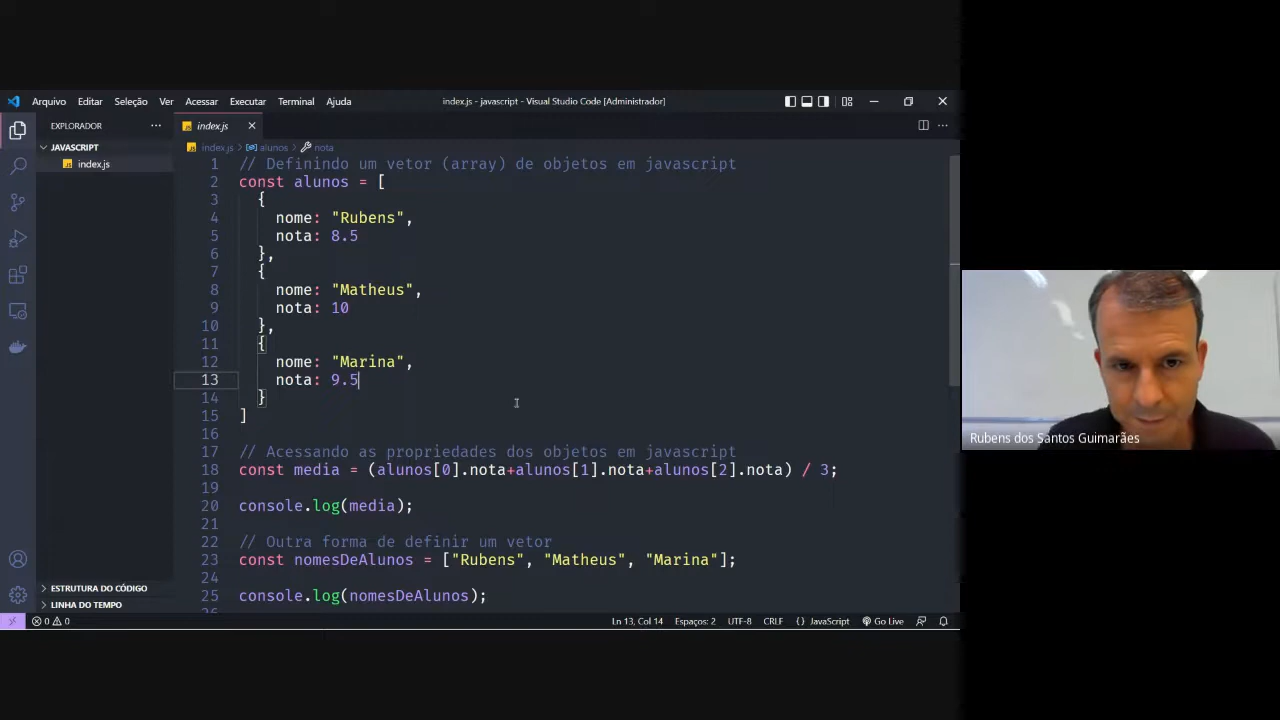 Arquivo Editar Seleção Ver Acessar Executar Terminal Ajuda
index.js - javascript - Visual Studio Code [Administrador]
EXPLORADOR
index.js
JAVASCRIPT
index.js
index.js > alunos > nota
1 // Definindo um vetor (array) de objetos em javascript
2 const alunos = [
3 {
4 nome: "Rubens",
5 nota: 8.5
6 },
7 {
8 nome: "Matheus",
9 nota: 10
10 },
11 {
12 nome: "Marina",
13 nota: 9.5
14 }
15 ]
16
17 // Acessando as propriedades dos objetos em javascript
18 const media = (alunos[0].nota+alunos[1].nota+alunos[2].nota) / 3;
19
20 console.log(media);
21
22 // Outra forma de definir um vetor
23 const nomesDeAlunos = ["Rubens", "Matheus", "Marina"];
24
25 console.log(nomesDeAlunos);
26
ESTRUTURA DO CÓDIGO
LINHA DO TEMPO
0 0
Ln 13, Col 14 Espaços: 2 UTF-8 CRLF {} JavaScript Go Live
Rubens dos Santos Guimarães